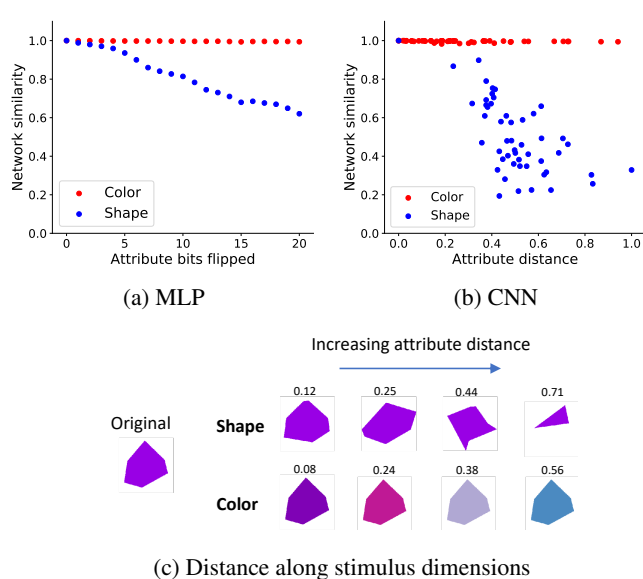 Network similarity
1.0
0.8
0.6
0.4
0.2
0.0
Color
Shape
0 5 10 15 20
Attribute bits flipped
(a) MLP
Network similarity
1.0
0.8
0.6
0.4
0.2
0.0
Color
Shape
0.0 0.2 0.4 0.6 0.8 1.0
Attribute distance
(b) CNN
Increasing attribute distance
Original
Shape
0.12 0.25 0.44 0.71
Color
0.08 0.24 0.38 0.56
(c) Distance along stimulus dimensions